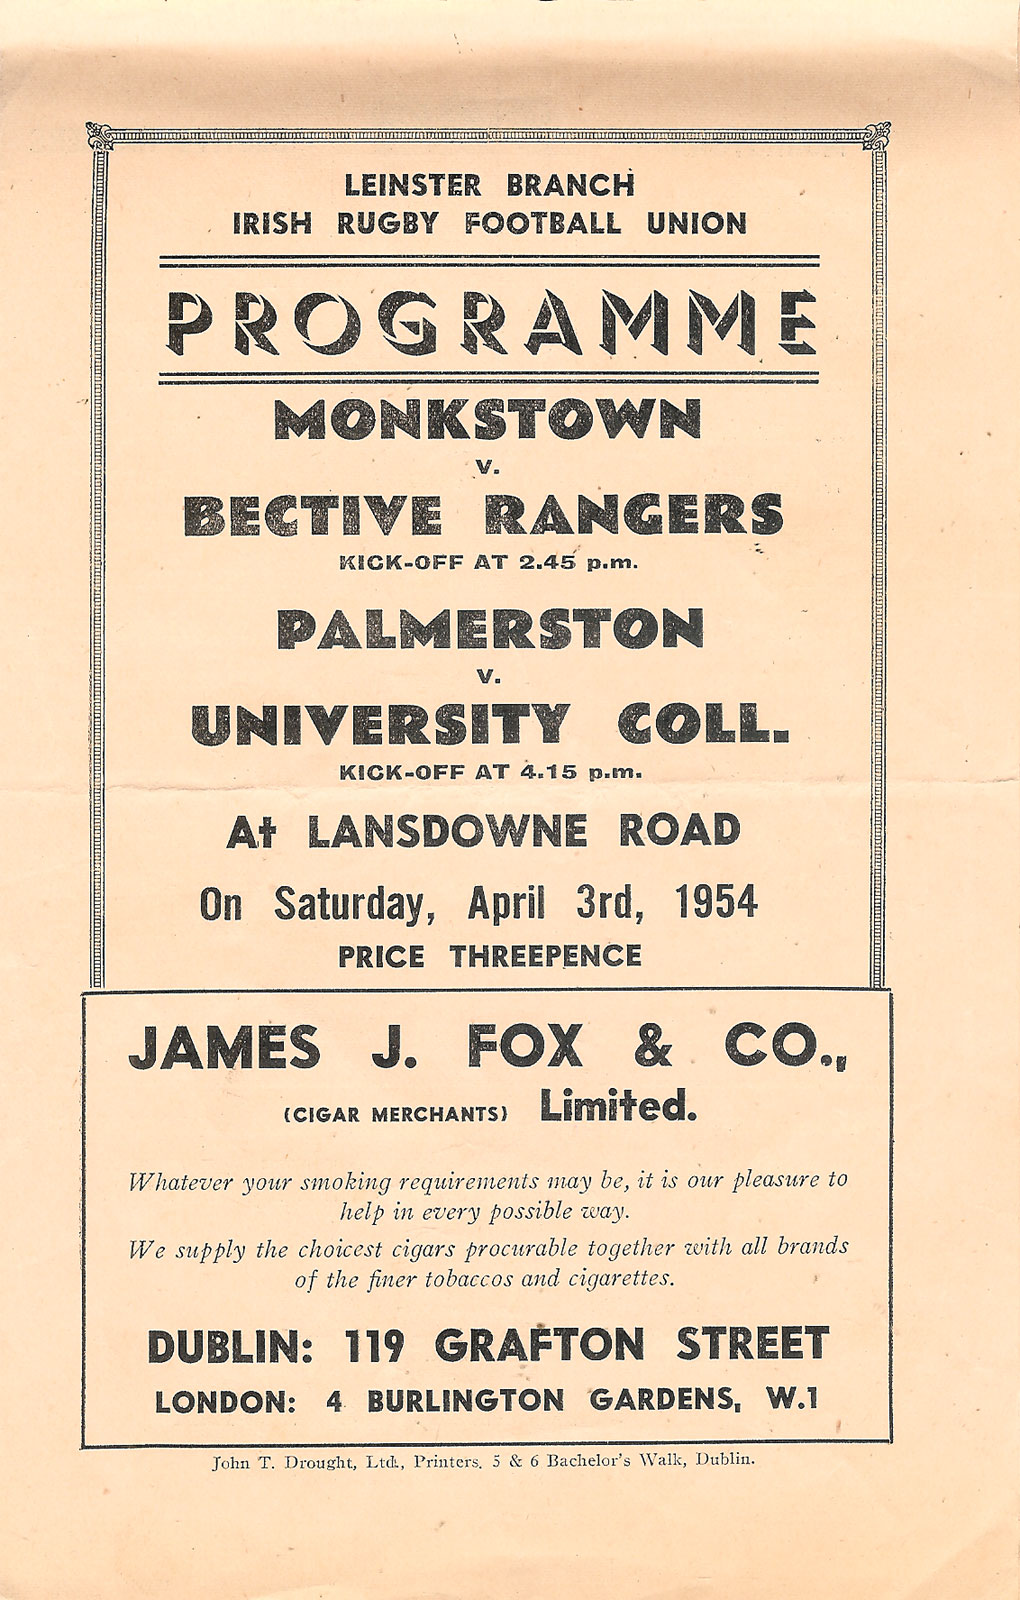 LEINSTER BRANCH
IRISH RUGBY FOOTBALL UNION
PROGRAMME
MONKSTOWN
v.
BECTIVE RANGERS
KICK-OFF AT 2.45 p.m.
PALMERSTON
v.
UNIVERSITY COLL.
KICK-OFF AT 4.15 p.m.
At LANSDOWNE ROAD
On Saturday, April 3rd, 1954
PRICE THREEPENCE
JAMES J. FOX & CO.,
(CIGAR MERCHANTS) Limited.
Whatever your smoking requirements may be, it is our pleasure to
help in every possible way.
We supply the choicest cigars procurable together with all brands
of the finer tobaccos and cigarettes.
DUBLIN: 119 GRAFTON STREET
LONDON: 4 BURLINGTON GARDENS, W.1
John T. Drought, Ltd., Printers. 5 & 6 Bachelor's Walk, Dublin.